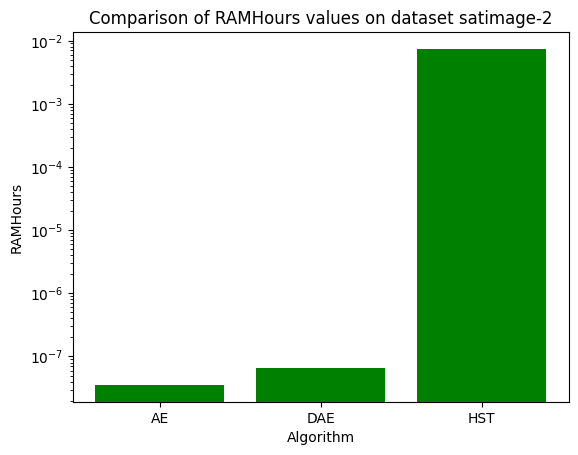 Comparison of RAMHours values on dataset satimage-2
10⁻²
10⁻³
10⁻⁴
10⁻⁵
10⁻⁶
10⁻⁷
RAMHours
AE DAE HST
Algorithm